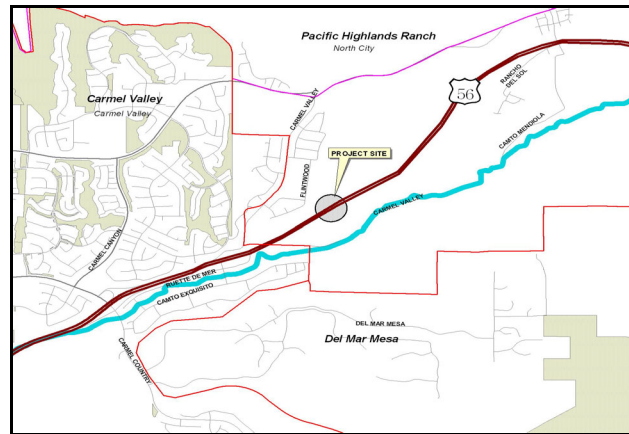 Pacific Highlands Ranch
North City
Carmel Valley
Carmel Valley
56
RANCHO
DEL SOL
CARMEL VALLEY
CAMTO MENDIOLA
PROJECT SITE
FLINTWOOD
CARMEL VALLEY
CARMEL CANYON
RUETTE DE MER
CAMTO EXQUISITO
DEL MAR MESA
Del Mar Mesa
CARMEL COUNTRY